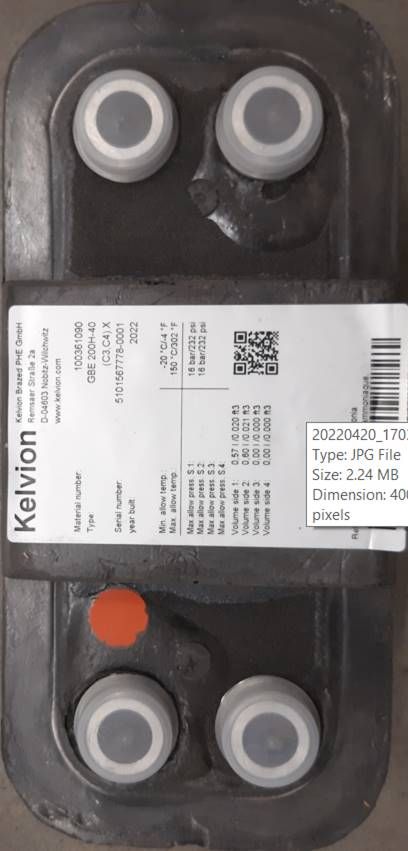 Kelvion
Kelvion Brazed PHE GmbH
Remsaer Straße 2a
D-04603 Nobitz-Wilchwitz
www.kelvion.com
Material number: 100361090
Type: GBE 200H-40
(C3,C4) X
Serial number: 5101567778-0001
year built 2022
Min. allow temp.: -20 °C/-4 °F
Max. allow temp.: 150 °C/302 °F
Max allow press. S.1: 16 bar/232 psi
Max allow press. S.2: 16 bar/232 psi
Max allow press. S.3:
Max allow press. S.4:
Volume side 1: 0.57 l/0.020 ft3
Volume side 2: 0.60 l/0.021 ft3
Volume side 3: 0.00 l/0.000 ft3
Volume side 4: 0.00 l/0.000 ft3
20220420_170
Type: JPG File
Size: 2.24 MB
Dimension: 400
pixels